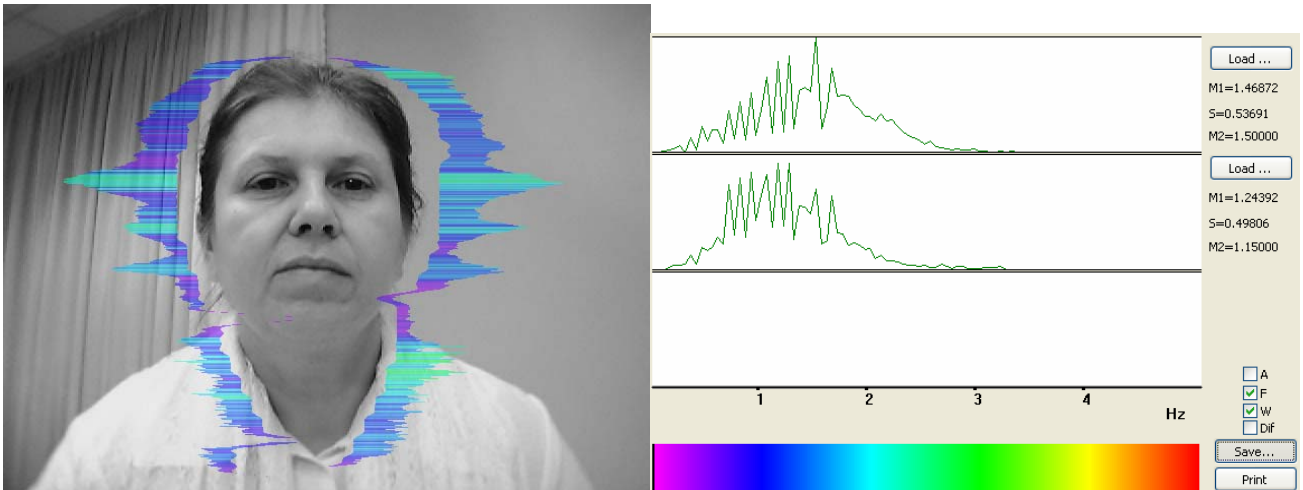 Load ...
M1=1.46872
S=0.53691
M2=1.50000
Load ...
M1=1.24392
S=0.49806
M2=1.15000
1 2 3 4
Hz
A
F
W
Dif
Save...
Print